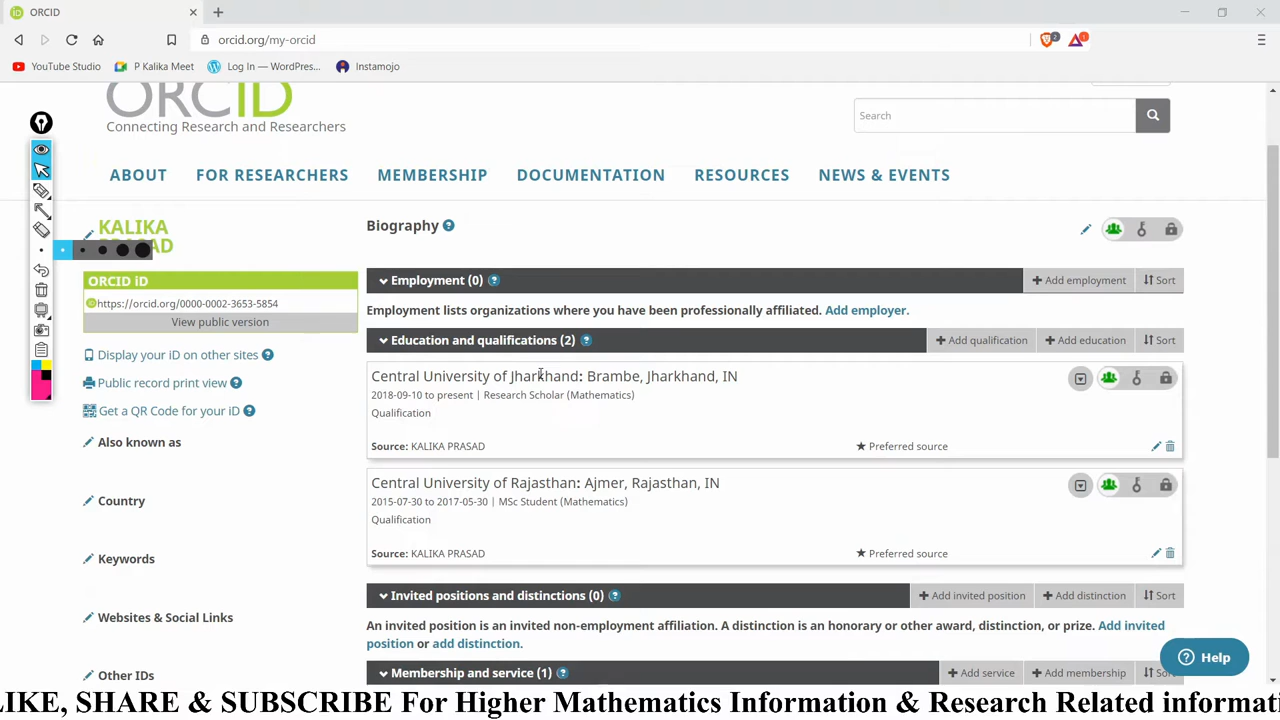 ORCID
orcid.org/my-orcid
2
1
YouTube Studio
P Kalika Meet
Log In — WordPres...
Instamojo
ORCID
Connecting Research and Researchers
Search
ABOUT
FOR RESEARCHERS
MEMBERSHIP
DOCUMENTATION
RESOURCES
NEWS & EVENTS
KALIKA
PRASAD
ORCID iD
https://orcid.org/0000-0002-3653-5854
View public version
Display your iD on other sites
Public record print view
Get a QR Code for your iD
Also known as
Country
Keywords
Websites & Social Links
Other IDs
Biography
Employment (0)
Add employment
Sort
Employment lists organizations where you have been professionally affiliated. Add employer.
Education and qualifications (2)
Add qualification
Add education
Sort
Central University of Jharkhand: Brambe, Jharkhand, IN
2018-09-10 to present | Research Scholar (Mathematics)
Qualification
Source: KALIKA PRASAD
Preferred source
Central University of Rajasthan: Ajmer, Rajasthan, IN
2015-07-30 to 2017-05-30 | MSc Student (Mathematics)
Qualification
Source: KALIKA PRASAD
Preferred source
Invited positions and distinctions (0)
Add invited position
Add distinction
Sort
An invited position is an invited non-employment affiliation. A distinction is an honorary or other award, distinction, or prize. Add invited
position or add distinction.
Membership and service (1)
Add service
Add membership
Sor
Help
LIKE, SHARE & SUBSCRIBE For Higher Mathematics Information & Research Related informati